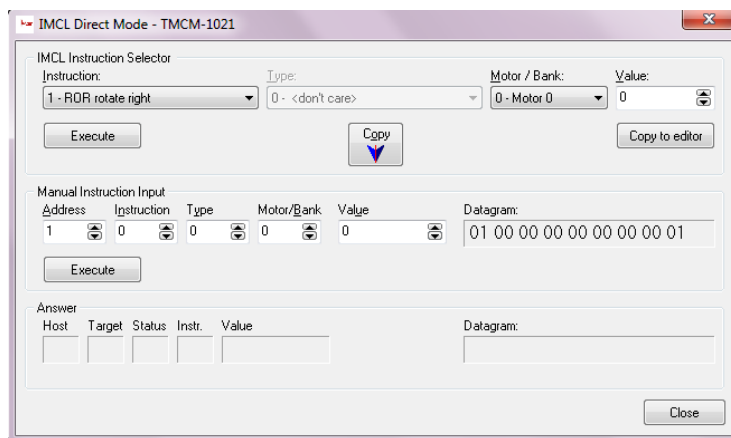 IMCL Direct Mode - TMCM-1021
IMCL Instruction Selector
Instruction: Type: Motor / Bank: Value:
1 - ROR rotate right 0 - <don't care> 0 - Motor 0 0
Execute Copy Copy to editor
Manual Instruction Input
Address Instruction Type Motor/Bank Value Datagram:
1 0 0 0 0 01 00 00 00 00 00 00 00 01
Execute
Answer
Host Target Status Instr. Value Datagram:
Close